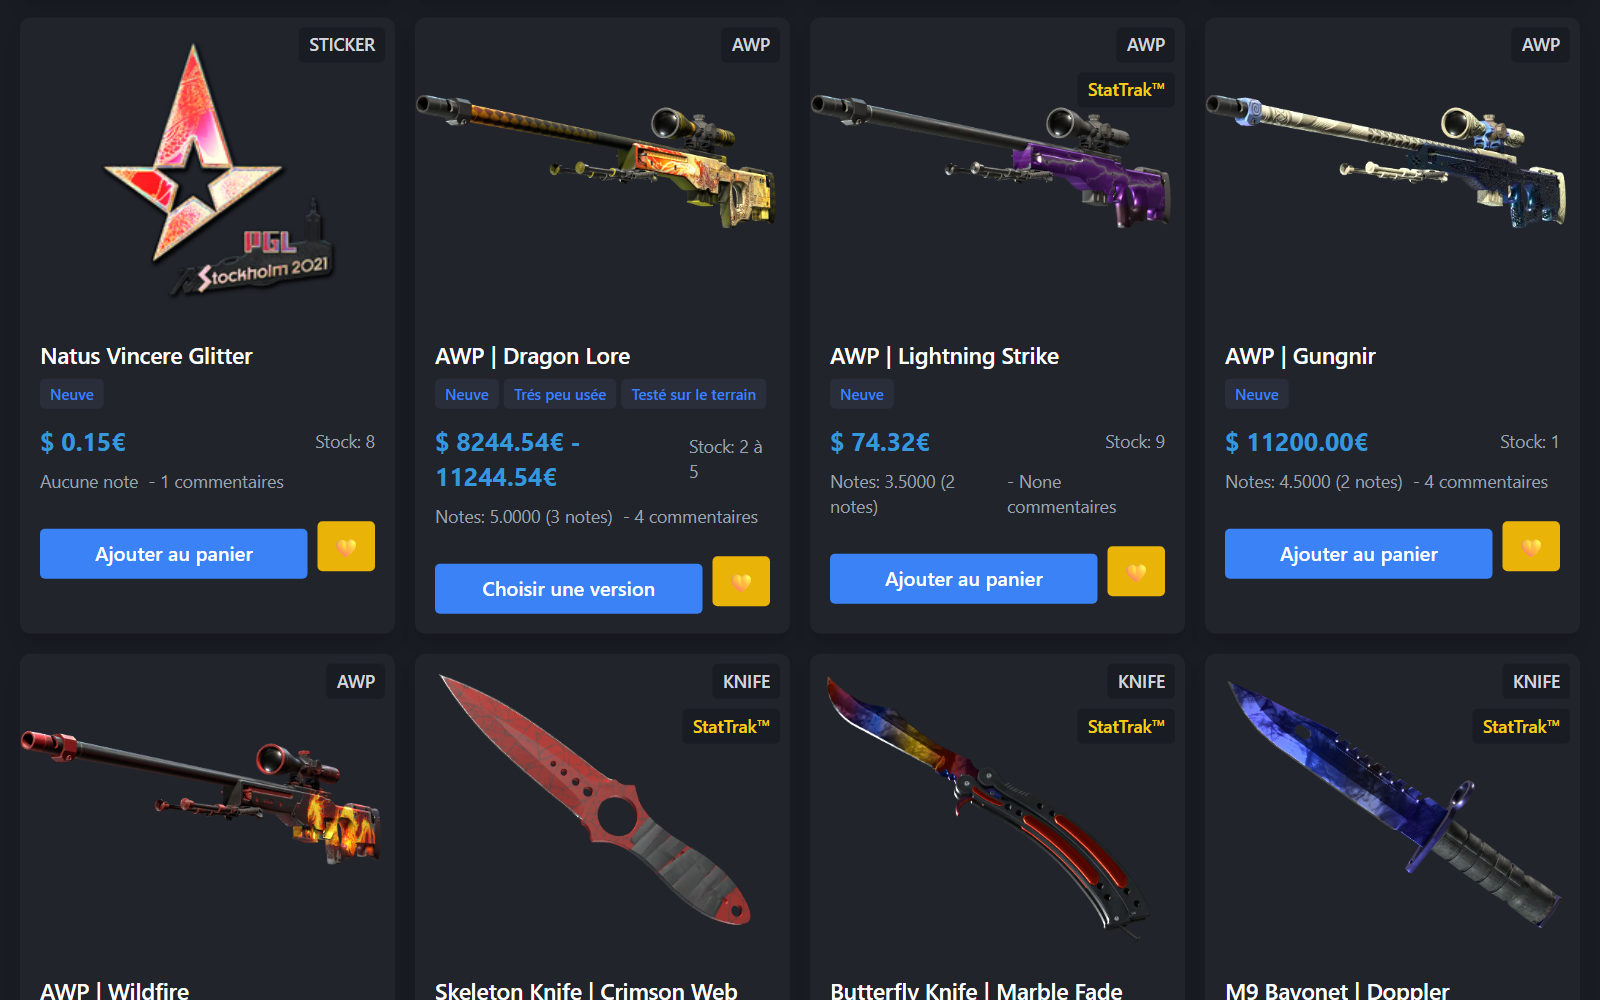 STICKER
PGL
Stockholm 2021
Natus Vincere Glitter
Neuve
$ 0.15€
Stock: 8
Aucune note - 1 commentaires
Ajouter au panier
AWP
AWP | Dragon Lore
Neuve
Trés peu usée
Testé sur le terrain
$ 8244.54€ -
11244.54€
Stock: 2 à
5
Notes: 5.0000 (3 notes) - 4 commentaires
Choisir une version
AWP
StatTrak™
AWP | Lightning Strike
Neuve
$ 74.32€
Stock: 9
Notes: 3.5000 (2
notes)
- None
commentaires
Ajouter au panier
AWP
AWP | Gungnir
Neuve
$ 11200.00€
Stock: 1
Notes: 4.5000 (2 notes) - 4 commentaires
Ajouter au panier
AWP
AWP | Wildfire
KNIFE
StatTrak™
Skeleton Knife | Crimson Web
KNIFE
StatTrak™
Butterfly Knife | Marble Fade
KNIFE
StatTrak™
M9 Bayonet | Doppler